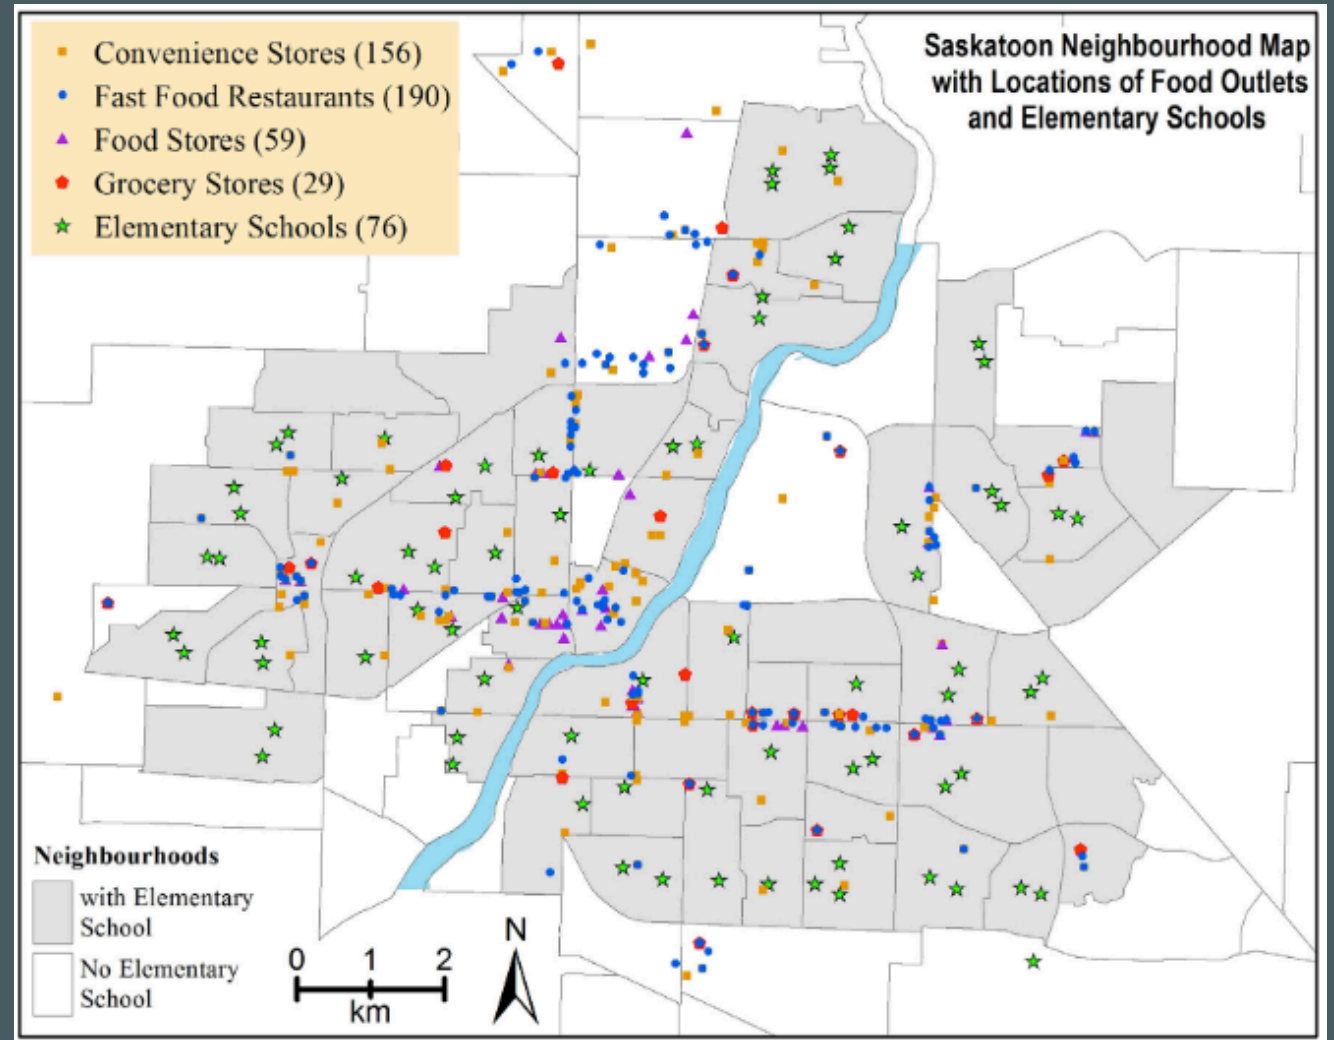 Convenience Stores (156)
Fast Food Restaurants (190)
Food Stores (59)
Grocery Stores (29)
Elementary Schools (76)
Saskatoon Neighbourhood Map
with Locations of Food Outlets
and Elementary Schools
Neighbourhoods
with Elementary
School
No Elementary
School
0 1 2
km
N